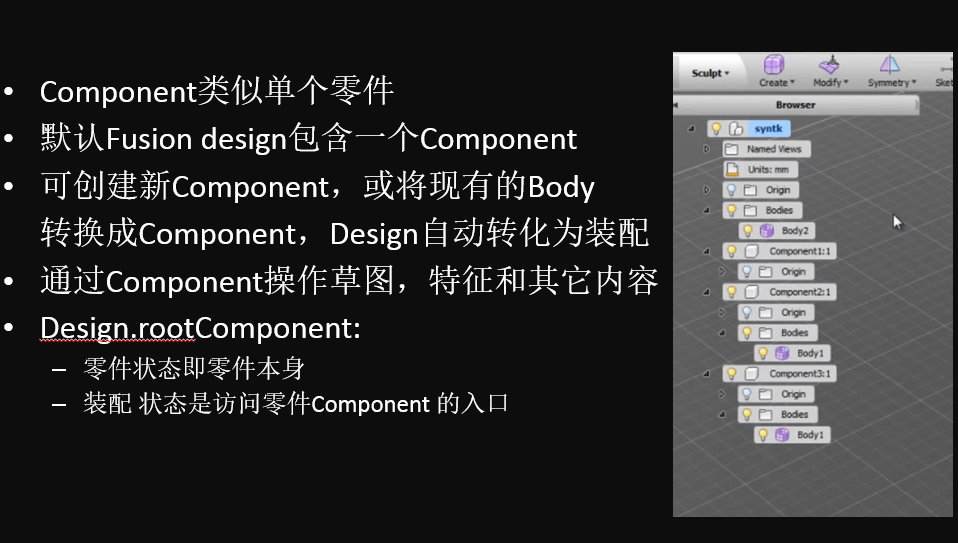 • Component类似单个零件
• 默认Fusion design包含一个Component
• 可创建新Component，或将现有的Body
转换成Component，Design自动转化为装配
• 通过Component操作草图，特征和其它内容
• Design.rootComponent:
– 零件状态即零件本身
– 装配 状态是访问零件Component 的入口
Sculpt
Create
Modify
Symmetry
Sket
Browser
syntk
Named Views
Units: mm
Origin
Bodies
Body2
Component1:1
Origin
Component2:1
Origin
Bodies
Body1
Component3:1
Origin
Bodies
Body1